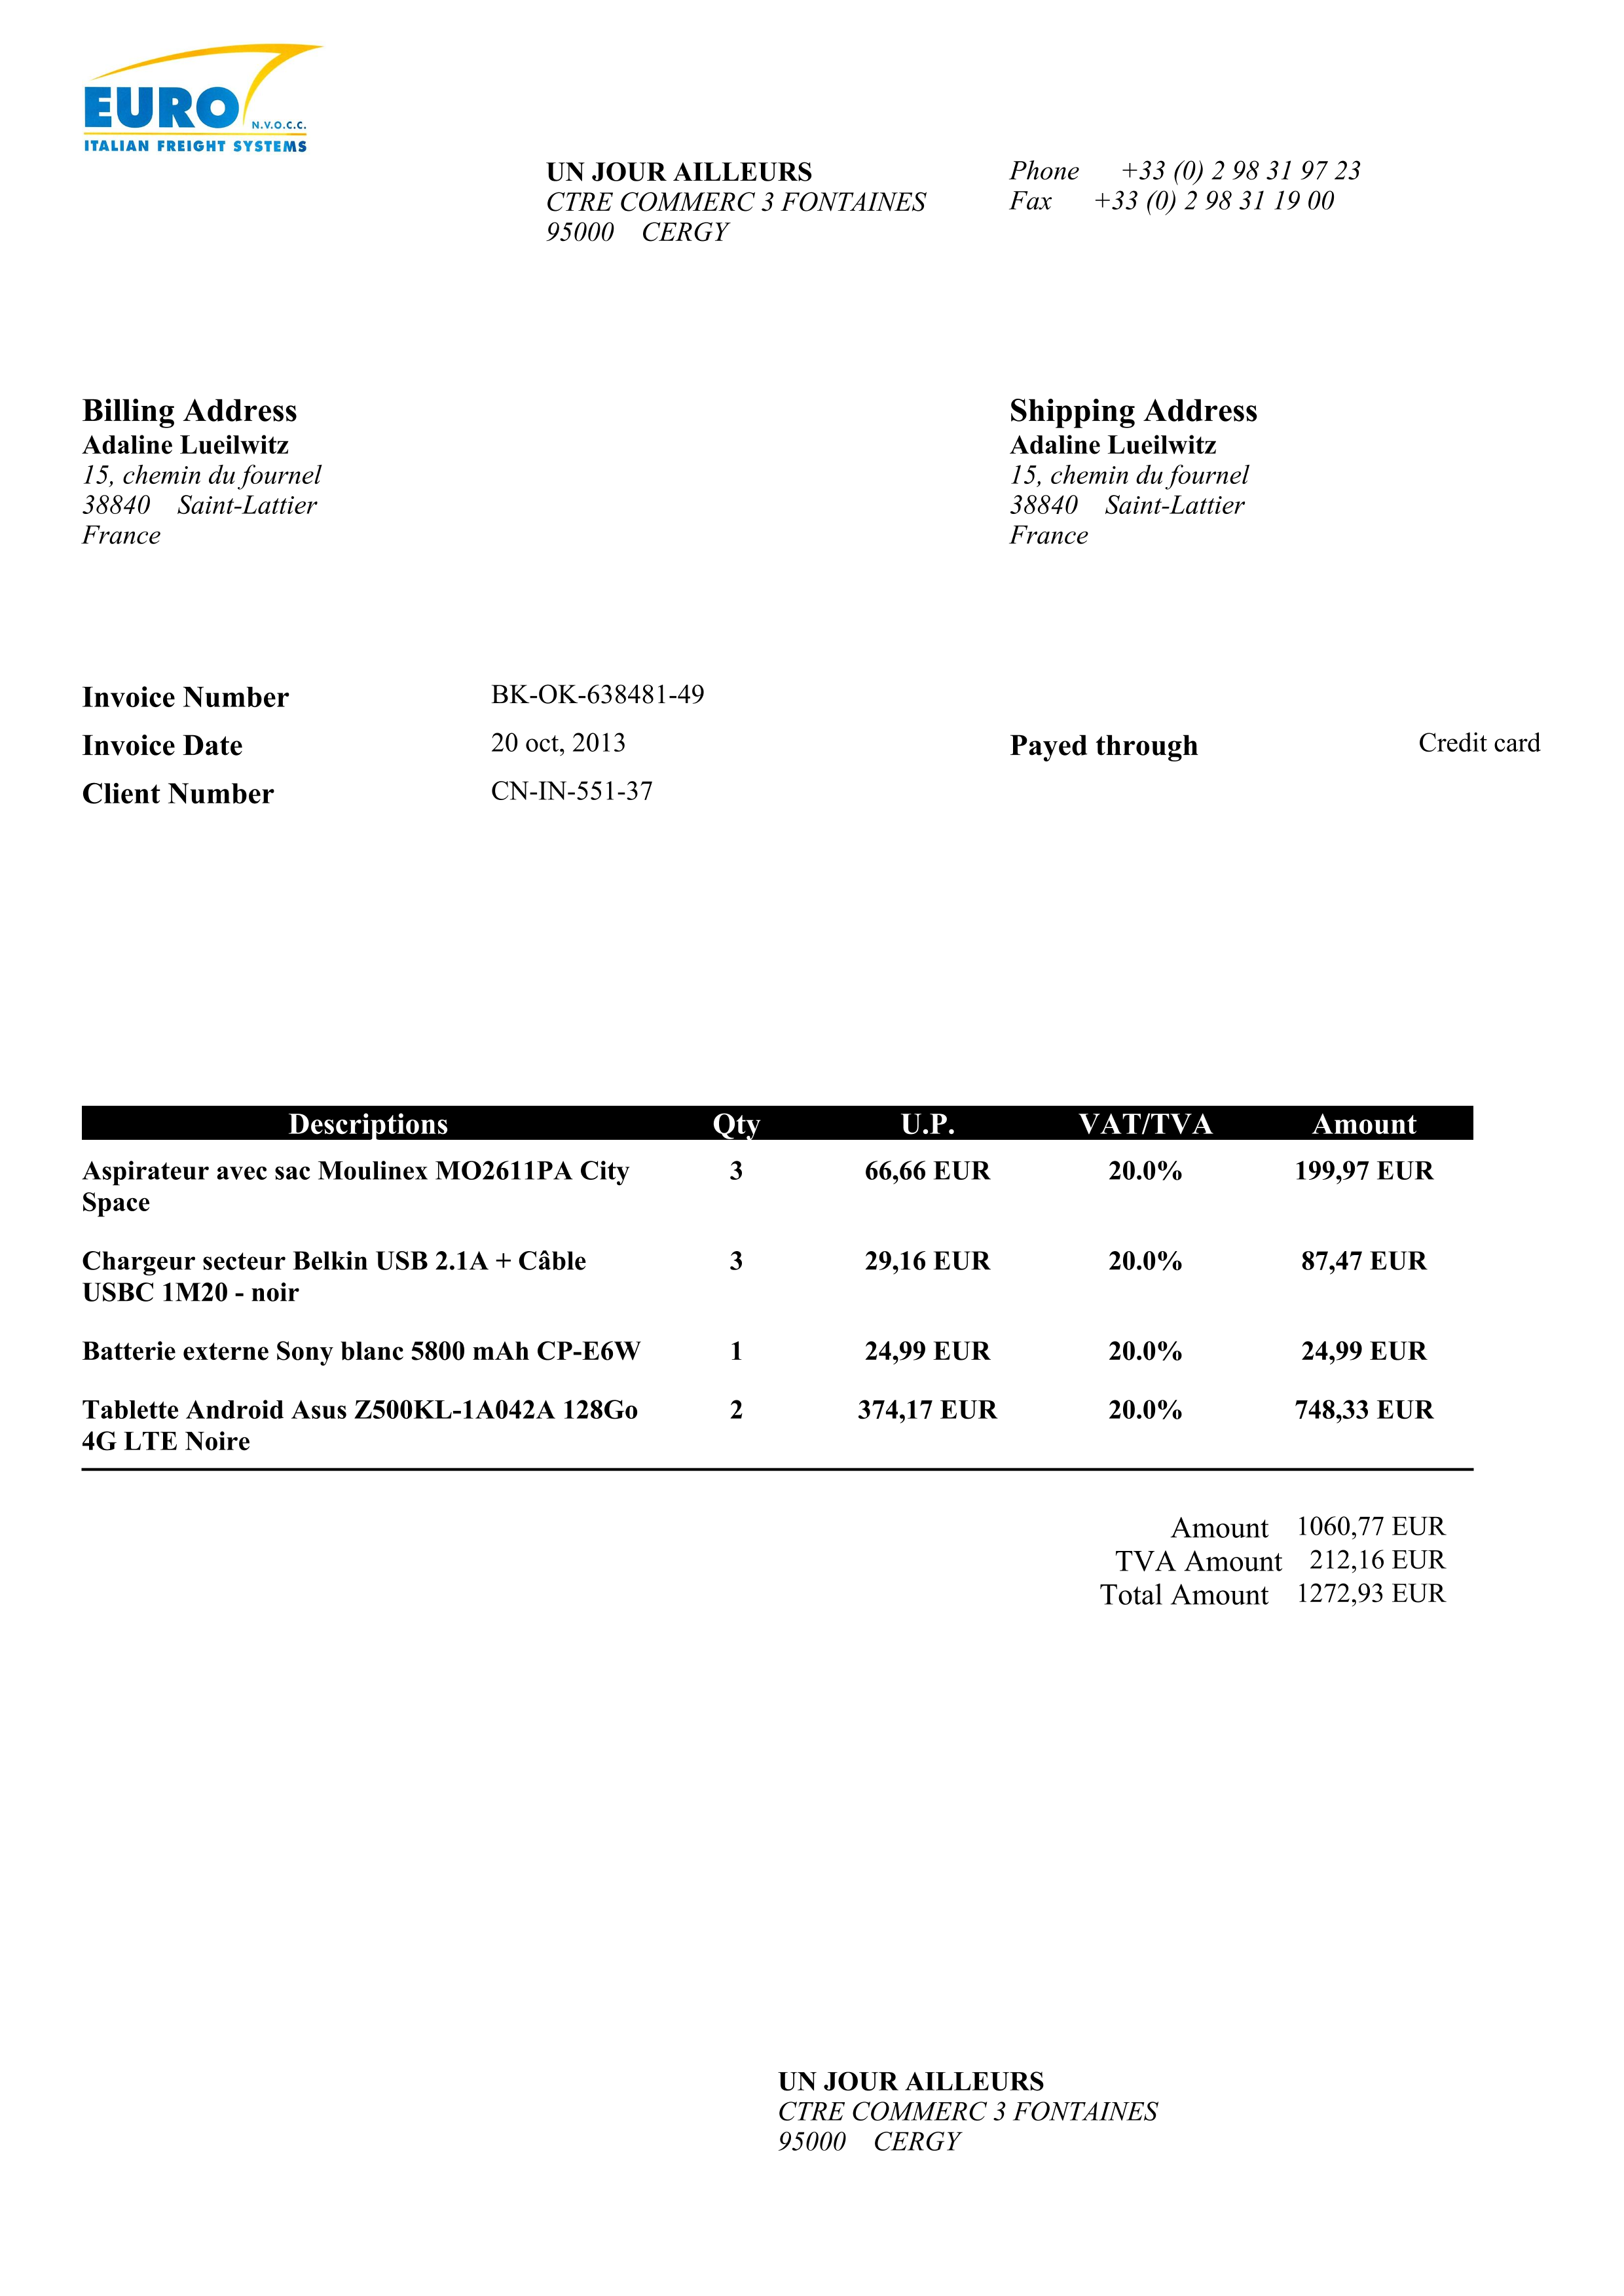 EURO
N.V.O.C.C.
ITALIAN FREIGHT SYSTEMS
UN JOUR AILLEURS
CTRE COMMERC 3 FONTAINES
95000 CERGY
Phone +33 (0) 2 98 31 97 23
Fax +33 (0) 2 98 31 19 00
Billing Address
Adaline Lueilwitz
15, chemin du fournel
38840 Saint-Lattier
France
Shipping Address
Adaline Lueilwitz
15, chemin du fournel
38840 Saint-Lattier
France
Invoice Number BK-OK-638481-49
Invoice Date 20 oct, 2013 Payed through Credit card
Client Number CN-IN-551-37
Descriptions Qty U.P. VAT/TVA Amount
Aspirateur avec sac Moulinex MO2611PA City 3 66,66 EUR 20.0% 199,97 EUR
Space
Chargeur secteur Belkin USB 2.1A + Câble 3 29,16 EUR 20.0% 87,47 EUR
USBC 1M20 - noir
Batterie externe Sony blanc 5800 mAh CP-E6W 1 24,99 EUR 20.0% 24,99 EUR
Tablette Android Asus Z500KL-1A042A 128Go 2 374,17 EUR 20.0% 748,33 EUR
4G LTE Noire
Amount 1060,77 EUR
TVA Amount 212,16 EUR
Total Amount 1272,93 EUR
UN JOUR AILLEURS
CTRE COMMERC 3 FONTAINES
95000 CERGY